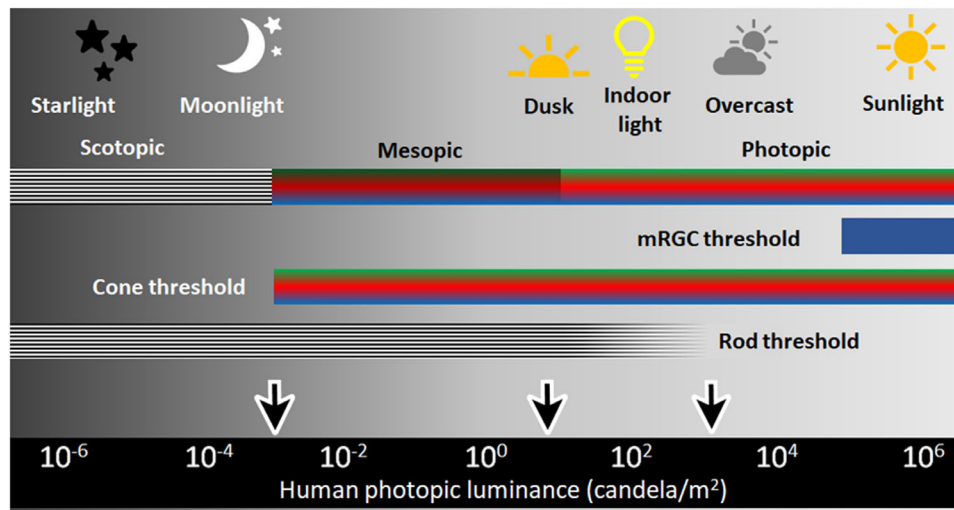 Starlight
Moonlight
Dusk
Indoor
light
Overcast
Sunlight
Scotopic
Mesopic
Photopic
mRGC threshold
Cone threshold
Rod threshold
10⁻⁶ 10⁻⁴ 10⁻² 10⁰ 10² 10⁴ 10⁶
Human photopic luminance (candela/m²)